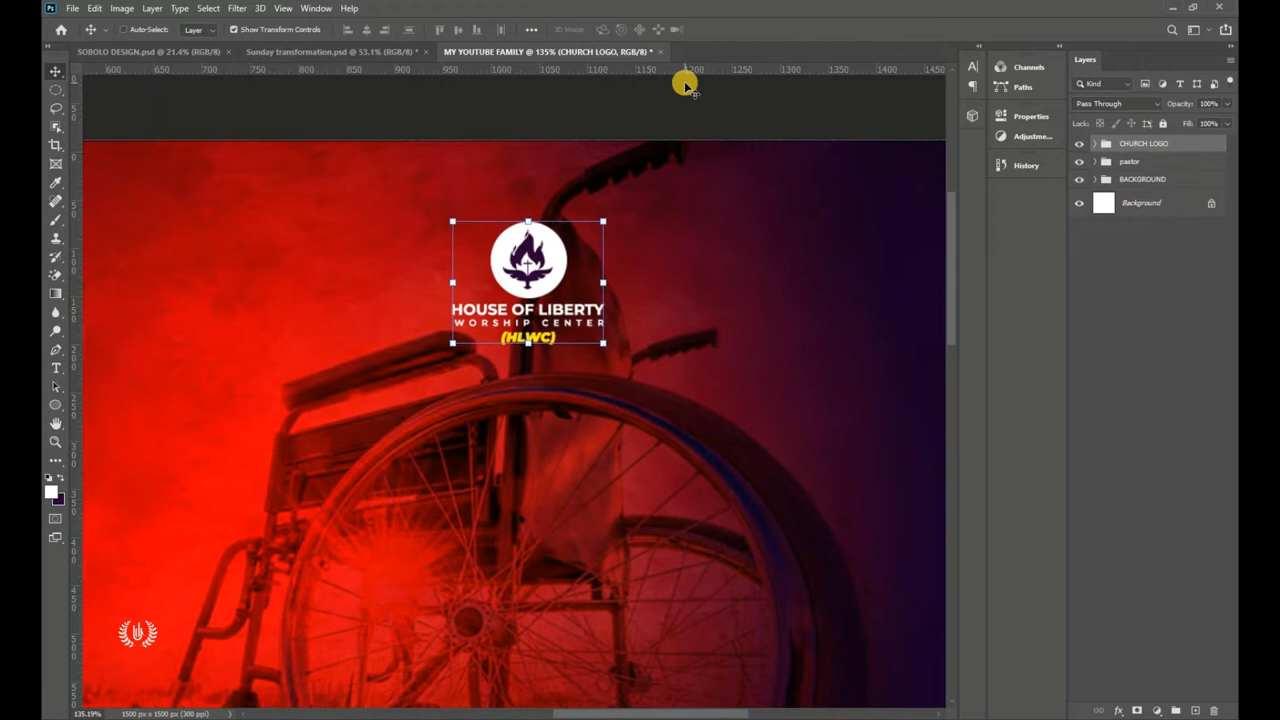 Ps File Edit Image Layer Type Select Filter 3D View Window Help
Auto-Select: Layer Show Transform Controls 3D Mode:
SOBOLO DESIGN.psd @ 21.4% (RGB/8) × Sunday transformation.psd @ 53.1% (RGB/8) * × MY YOUTUBE FAMILY @ 135% (CHURCH LOGO, RGB/8) * ×
600 650 700 750 800 850 900 950 1000 1050 1100 1150 1200 1250 1300 1350 1400 1450
Layers
Channels
Paths
Properties
Adjustme...
History
Kind
Pass Through Opacity: 100%
Lock: Fill: 100%
CHURCH LOGO
pastor
BACKGROUND
Background
HOUSE OF LIBERTY
WORSHIP CENTER
(HLWC)
135.19% 1500 px x 1500 px (300 ppi)